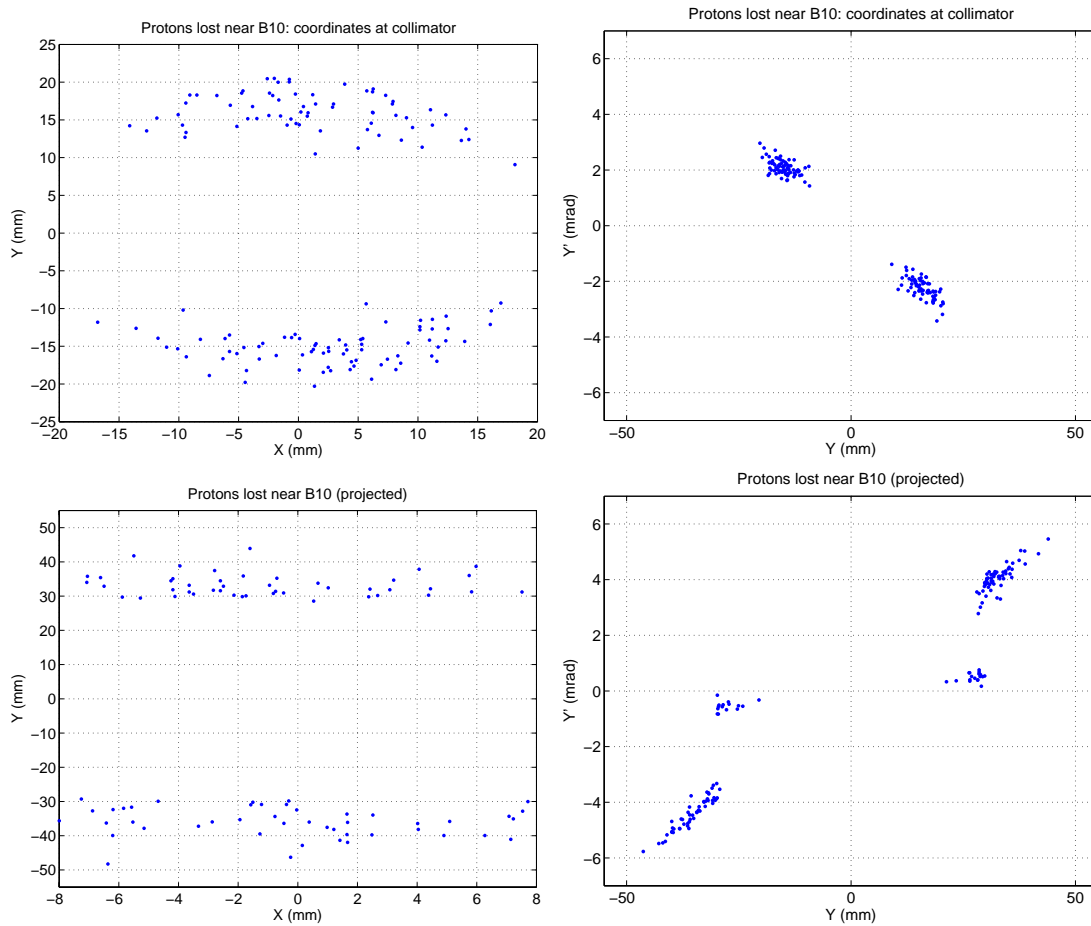 Protons lost near B10: coordinates at collimator
25
20
15
10
5
0
−5
−10
−15
−20
−25
Y (mm)
−20 −15 −10 −5 0 5 10 15 20
X (mm)
Protons lost near B10: coordinates at collimator
6
4
2
0
−2
−4
−6
Y' (mrad)
−50 0 50
Y (mm)
Protons lost near B10 (projected)
50
40
30
20
10
0
−10
−20
−30
−40
−50
Y (mm)
−8 −6 −4 −2 0 2 4 6 8
X (mm)
Protons lost near B10 (projected)
6
4
2
0
−2
−4
−6
Y' (mrad)
−50 0 50
Y (mm)